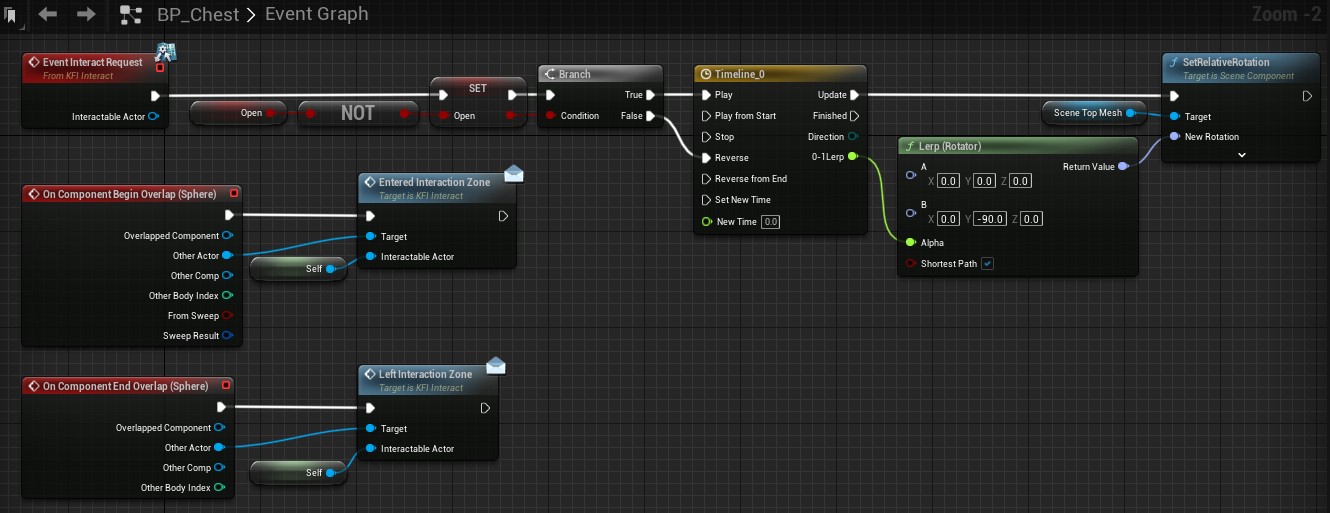 BP_Chest > Event Graph
Zoom -2
Event Interact Request
From KFI Interact
Interactable Actor
Open
NOT
SET
Open
Branch
Condition
True
False
Timeline_0
Play
Play from Start
Stop
Reverse
Reverse from End
Set New Time
New Time 0.0
Update
Finished
Direction
0-1Lerp
Lerp (Rotator)
A
X 0.0 Y 0.0 Z 0.0
B
X 0.0 Y -90.0 Z 0.0
Alpha
Shortest Path
Return Value
Scene Top Mesh
SetRelativeRotation
Target is Scene Component
Target
New Rotation
On Component Begin Overlap (Sphere)
Overlapped Component
Other Actor
Other Comp
Other Body Index
From Sweep
Sweep Result
Self
Entered Interaction Zone
Target is KFI Interact
Target
Interactable Actor
On Component End Overlap (Sphere)
Overlapped Component
Other Actor
Other Comp
Other Body Index
Self
Left Interaction Zone
Target is KFI Interact
Target
Interactable Actor